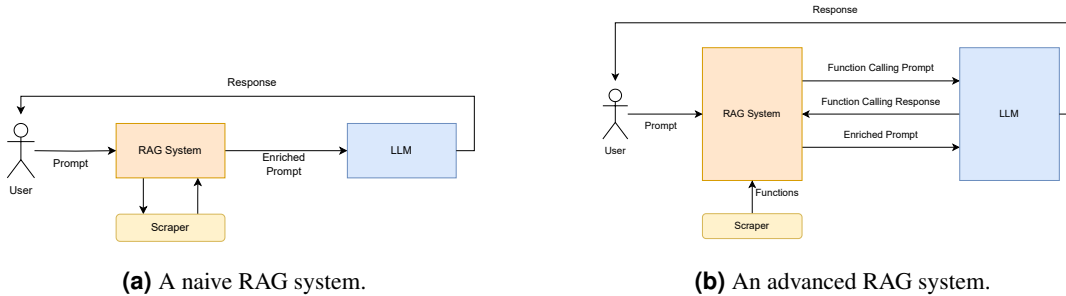 Response
User
Prompt
RAG System
Enriched
Prompt
LLM
Scraper
(a) A naive RAG system.
Response
User
Prompt
RAG System
Function Calling Prompt
Function Calling Response
Enriched Prompt
LLM
Functions
Scraper
(b) An advanced RAG system.